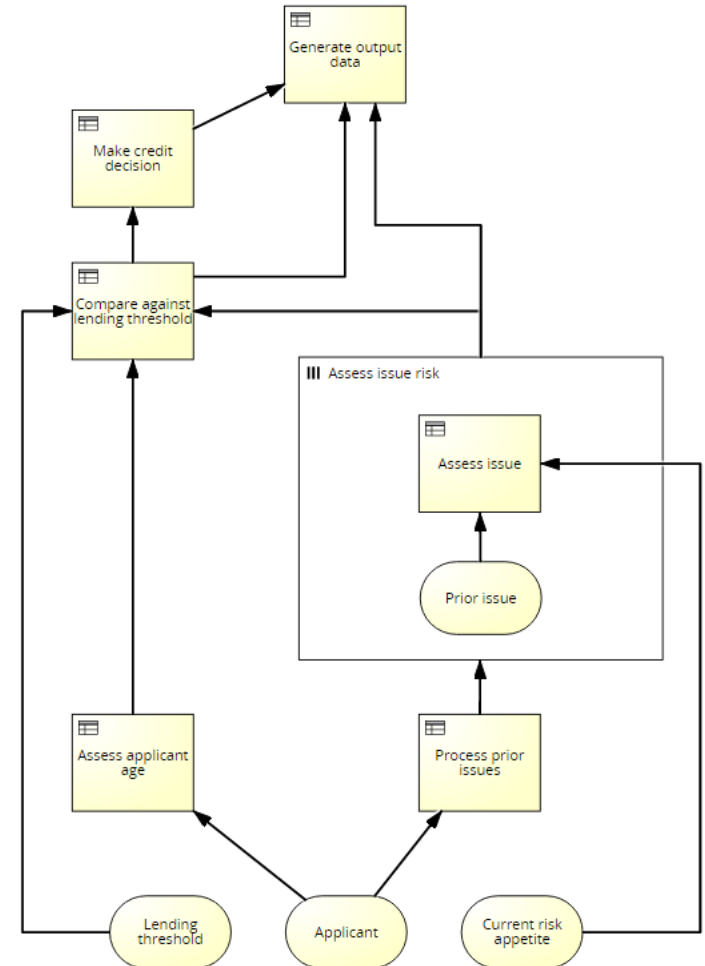 Generate output
data
Make credit
decision
Compare against
lending threshold
Assess issue risk
Assess issue
Prior issue
Assess applicant
age
Process prior
issues
Lending
threshold
Applicant
Current risk
appetite